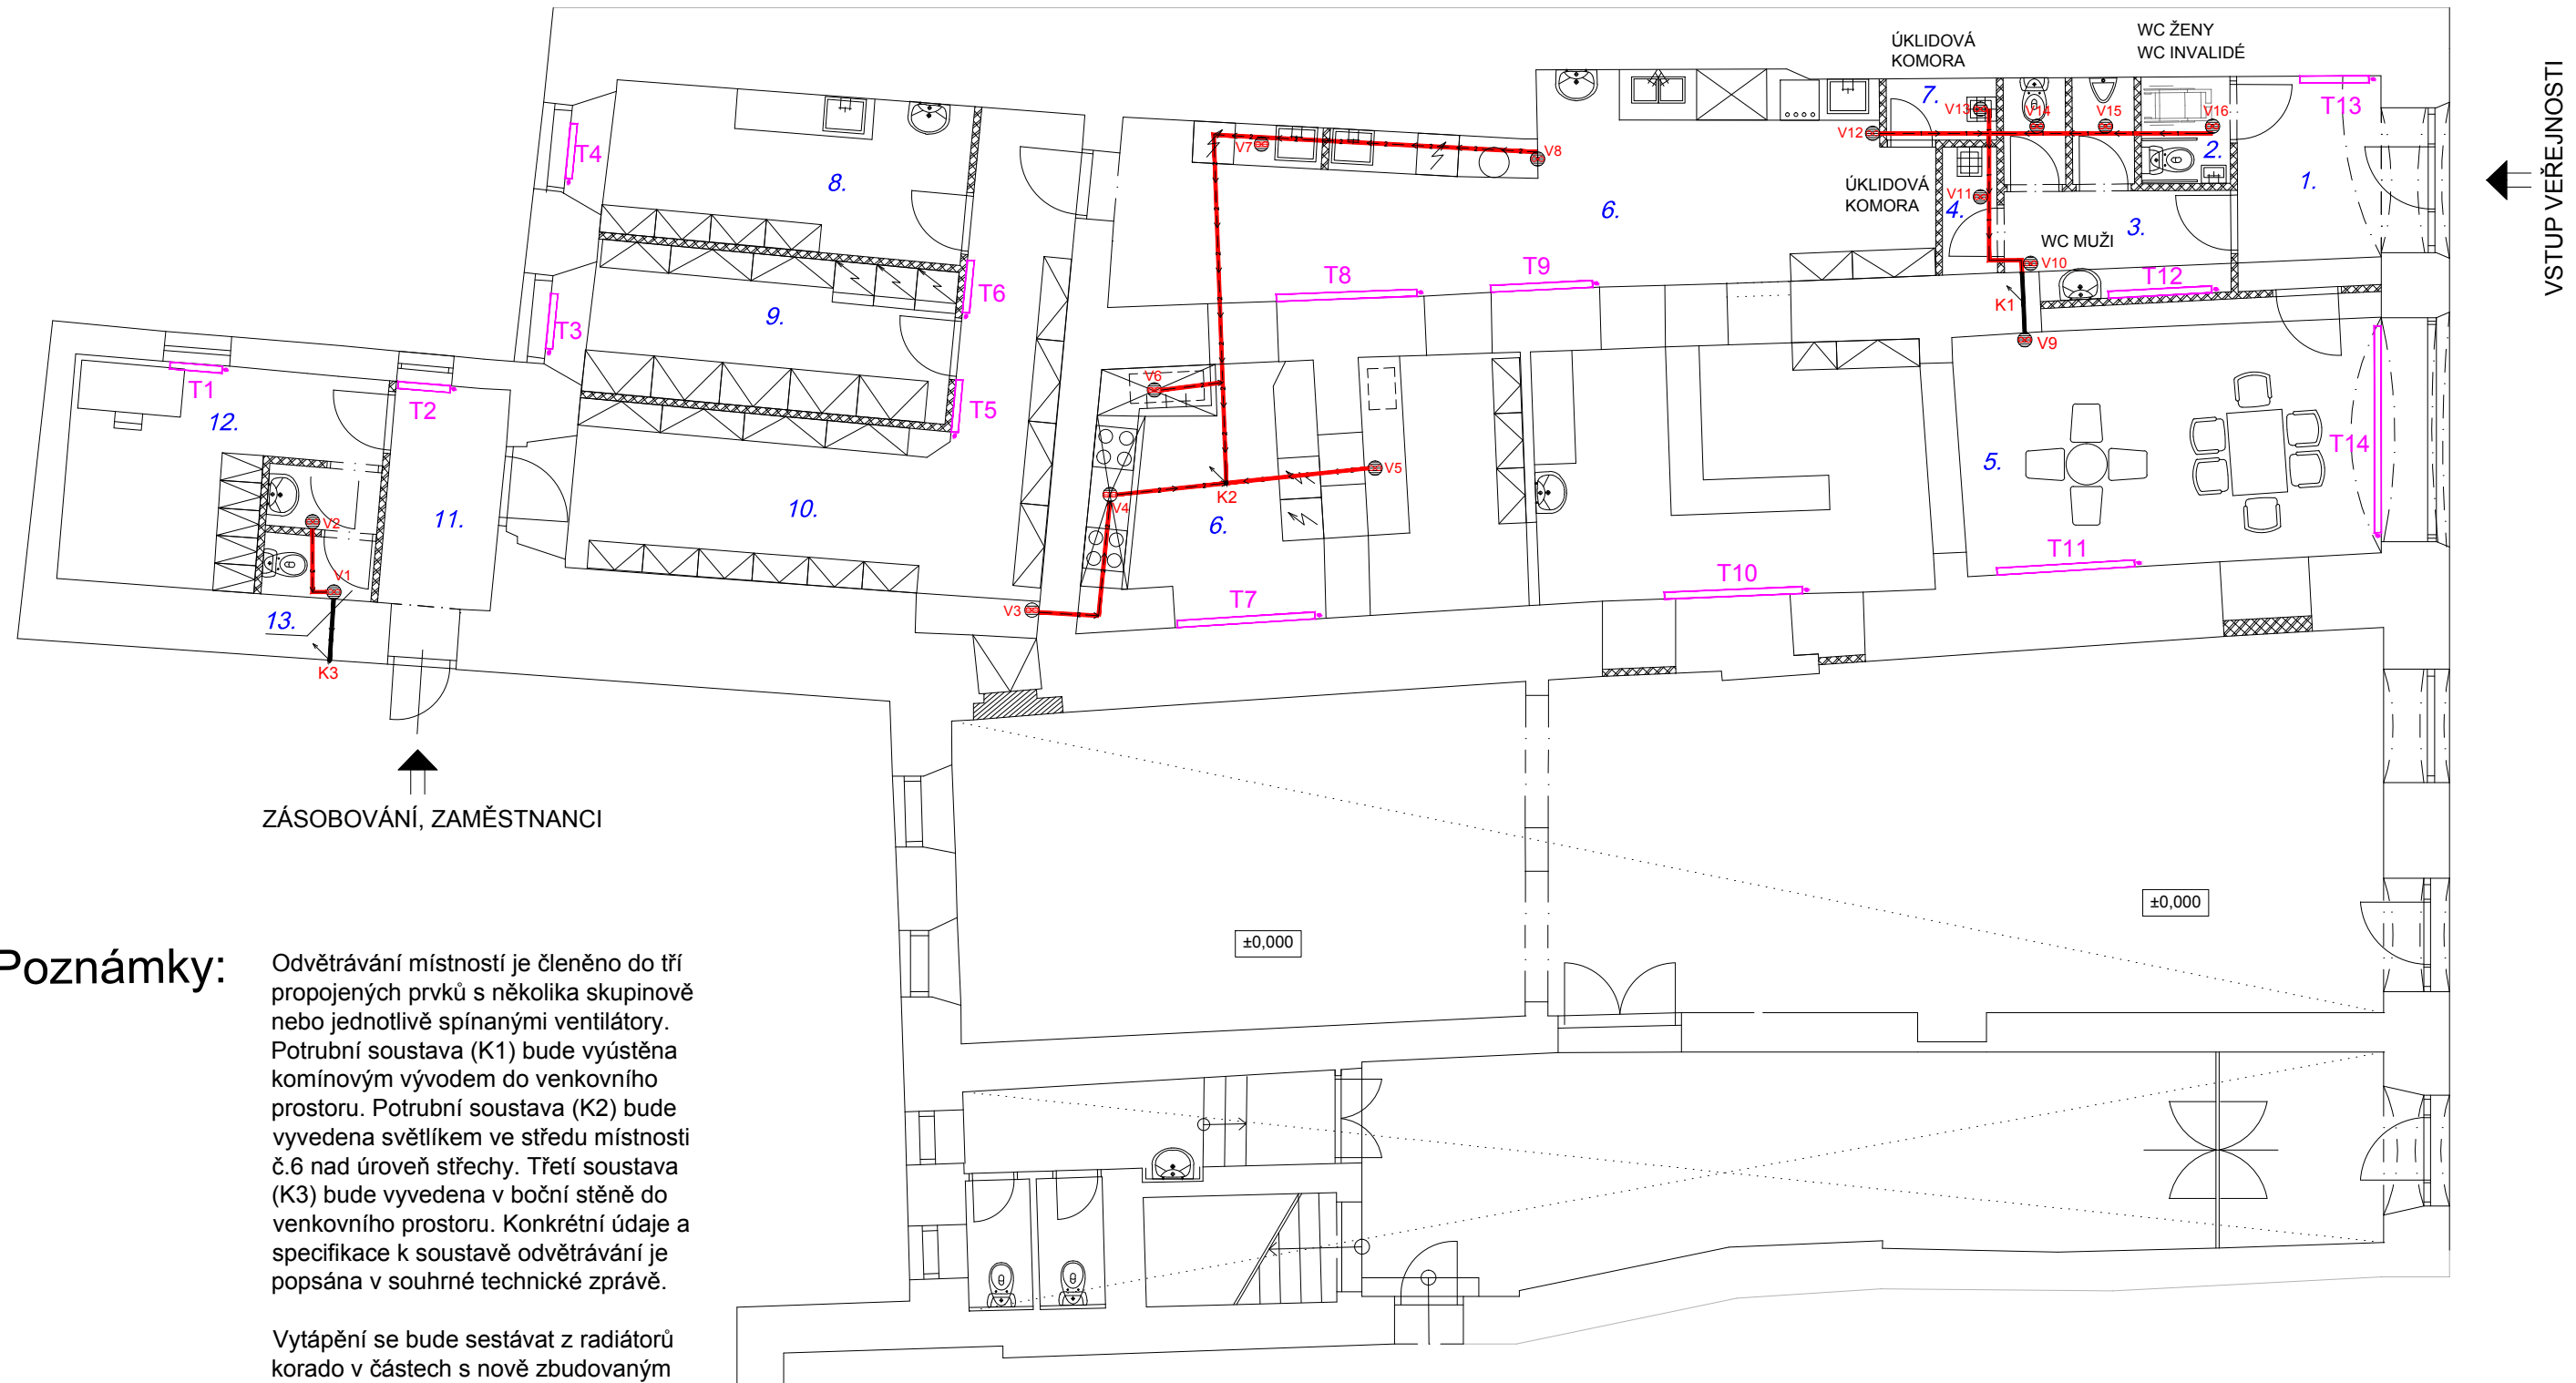 WC ŽENY
WC INVALIDÉ
ÚKLIDOVÁ
KOMORA
VSTUP VĚŘEJNOSTI
T13
7.
V13
V14
V15
V16
V12
2.
1.
T4
8.
V7
V8
ÚKLIDOVÁ
KOMORA
V11
4.
6.
3.
WC MUŽI
V10
T12
K1
V9
T6
T8
T9
9.
T3
T1
T2
12.
T5
V6
V5
K2
V4
6.
5.
T14
10.
11.
V2
V1
13.
K3
V3
T7
T10
T11
ZÁSOBOVÁNÍ, ZAMĚSTNANCI
±0,000
±0,000
Poznámky:
Odvětrávání místností je členěno do tří
propojených prvků s několika skupinově
nebo jednotlivě spínanými ventilátory.
Potrubní soustava (K1) bude vyústěna
komínovým vývodem do venkovního
prostoru. Potrubní soustava (K2) bude
vyvedena světlíkem ve středu místnosti
č.6 nad úroveň střechy. Třetí soustava
(K3) bude vyvedena v boční stěně do
venkovního prostoru. Konkrétní údaje a
specifikace k soustavě odvětrávání je
popsána v souhrné technické zprávě.
Vytápění se bude sestávat z radiátorů
korado v částech s nově zbudovaným